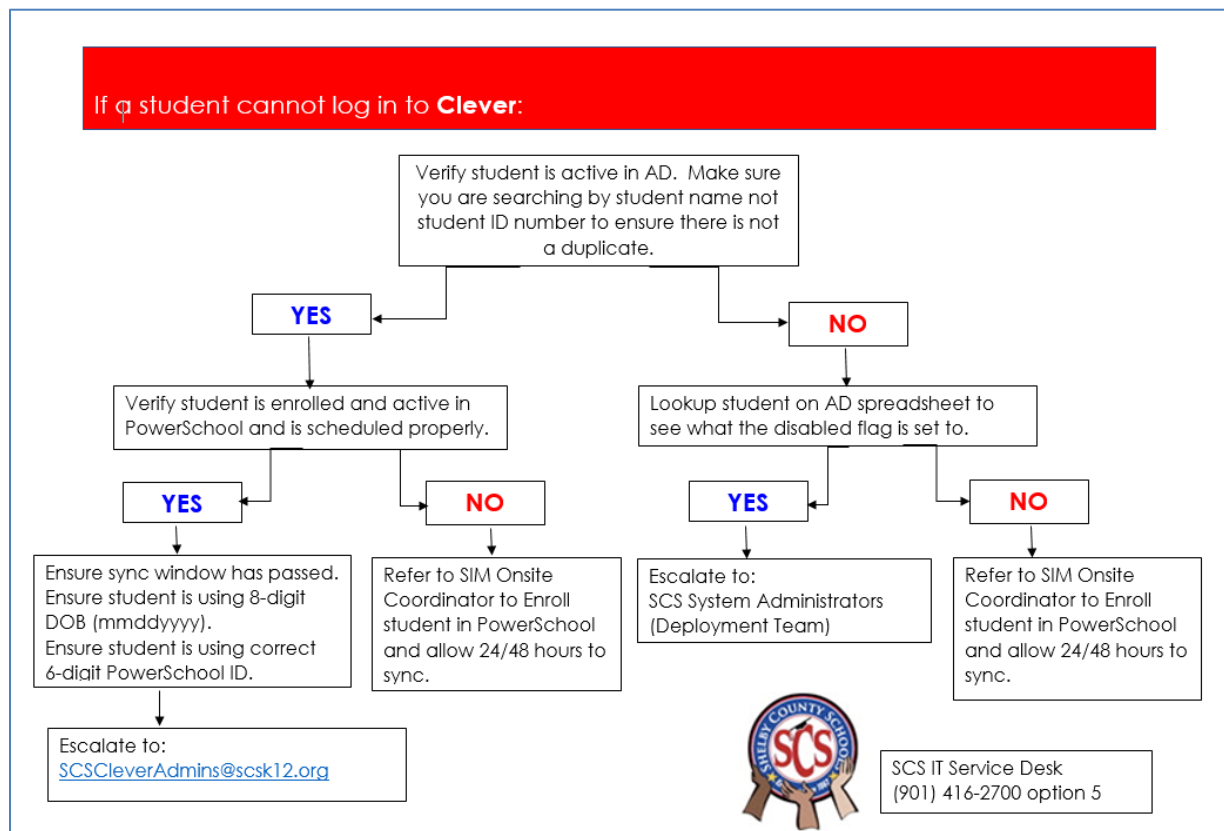 If a student cannot log in to Clever:
Verify student is active in AD.  Make sure
you are searching by student name not
student ID number to ensure there is not
a duplicate.
YES
NO
Verify student is enrolled and active in
PowerSchool and is scheduled properly.
Lookup student on AD spreadsheet to
see what the disabled flag is set to.
YES
NO
YES
NO
Ensure sync window has passed.
Ensure student is using 8-digit
DOB (mmddyyyy).
Ensure student is using correct
6-digit PowerSchool ID.
Refer to SIM Onsite
Coordinator to Enroll
student in PowerSchool
and allow 24/48 hours to
sync.
Escalate to:
SCS System Administrators
(Deployment Team)
Refer to SIM Onsite
Coordinator to Enroll
student in PowerSchool
and allow 24/48 hours to
sync.
Escalate to:
SCSCleverAdmins@scsk12.org
SHELBY COUNTY SCHOOLS
SCS
SCS IT Service Desk
(901) 416-2700 option 5